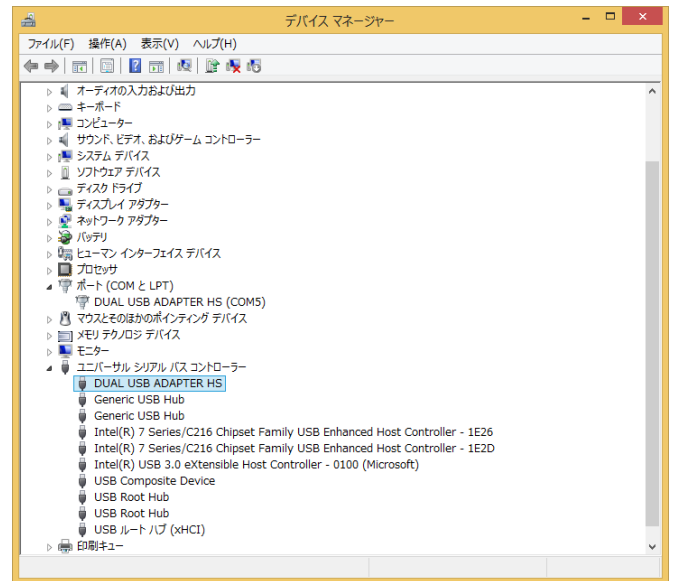 デバイス マネージャー
ファイル(F) 操作(A) 表示(V) ヘルプ(H)
オーディオの入力および出力
キーボード
コンピューター
サウンド、ビデオ、およびゲーム コントローラー
システム デバイス
ソフトウェア デバイス
ディスク ドライブ
ディスプレイ アダプター
ネットワーク アダプター
バッテリ
ヒューマン インターフェイス デバイス
プロセッサ
ポート (COM と LPT)
DUAL USB ADAPTER HS (COM5)
マウスとそのほかのポインティング デバイス
メモリ テクノロジ デバイス
モニター
ユニバーサル シリアル バス コントローラー
DUAL USB ADAPTER HS
Generic USB Hub
Generic USB Hub
Intel(R) 7 Series/C216 Chipset Family USB Enhanced Host Controller - 1E26
Intel(R) 7 Series/C216 Chipset Family USB Enhanced Host Controller - 1E2D
Intel(R) USB 3.0 eXtensible Host Controller - 0100 (Microsoft)
USB Composite Device
USB Root Hub
USB Root Hub
USB ルート ハブ (xHCI)
印刷キュー